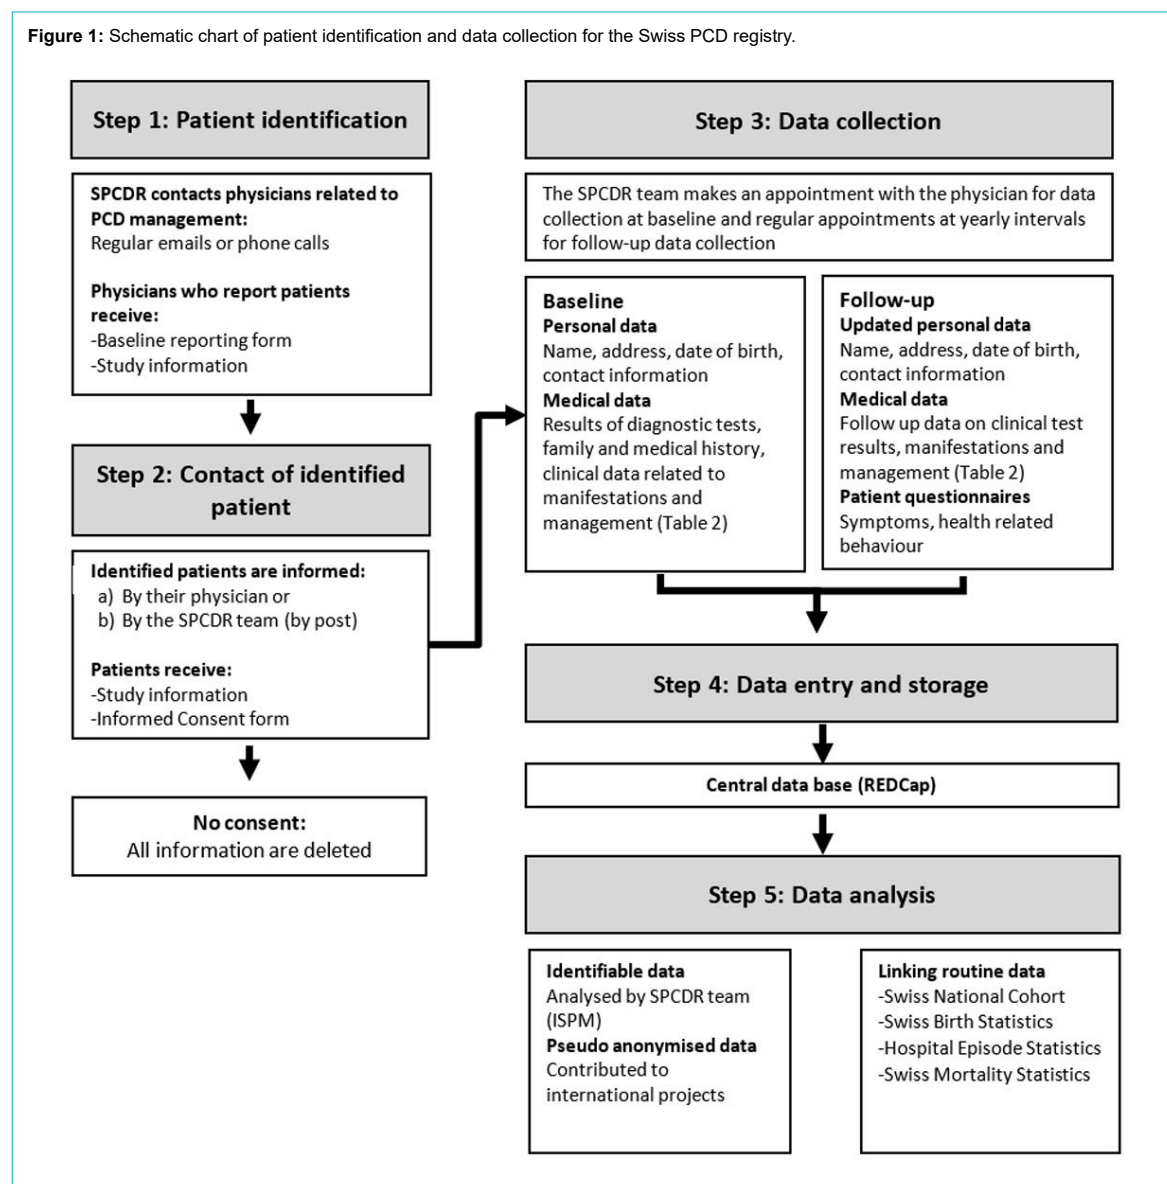 Figure 1: Schematic chart of patient identification and data collection for the Swiss PCD registry.
Step 1: Patient identification
SPCDR contacts physicians related to
PCD management:
Regular emails or phone calls
Physicians who report patients
receive:
-Baseline reporting form
-Study information
Step 2: Contact of identified
patient
Identified patients are informed:
a) By their physician or
b) By the SPCDR team (by post)
Patients receive:
-Study information
-Informed Consent form
No consent:
All information are deleted
Step 3: Data collection
The SPCDR team makes an appointment with the physician for data
collection at baseline and regular appointments at yearly intervals
for follow-up data collection
Baseline
Personal data
Name, address, date of birth,
contact information
Medical data
Results of diagnostic tests,
family and medical history,
clinical data related to
manifestations and
management (Table 2)
Follow-up
Updated personal data
Name, address, date of birth,
contact information
Medical data
Follow up data on clinical test
results, manifestations and
management (Table 2)
Patient questionnaires
Symptoms, health related
behaviour
Step 4: Data entry and storage
Central data base (REDCap)
Step 5: Data analysis
Identifiable data
Analysed by SPCDR team
(ISPM)
Pseudo anonymised data
Contributed to
international projects
Linking routine data
-Swiss National Cohort
-Swiss Birth Statistics
-Hospital Episode Statistics
-Swiss Mortality Statistics